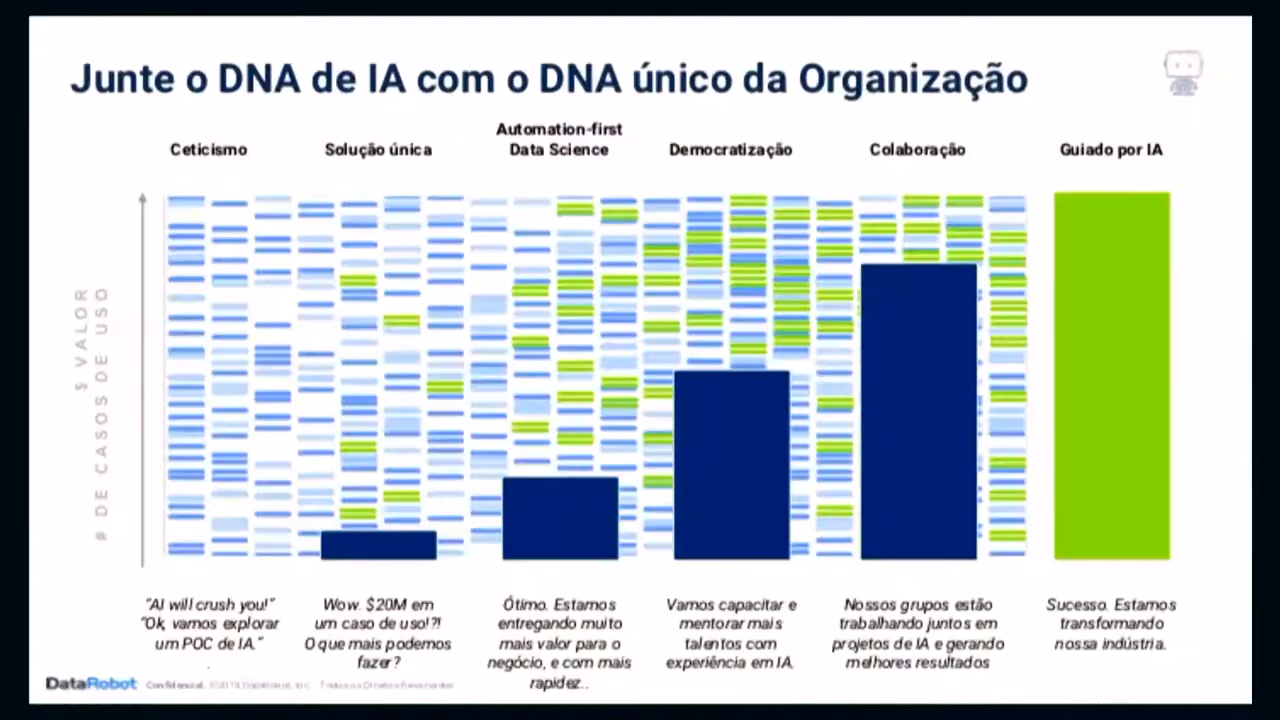 Junte o DNA de IA com o DNA único da Organização
Ceticismo
Solução única
Automation-first
Data Science
Democratização
Colaboração
Guiado por IA
$ VALOR
# DE CASOS DE USO
"AI will crush you!"
"Ok, vamos explorar
um POC de IA."
.
Wow. $20M em
um caso de uso!?!
O que mais podemos
fazer?
Ótimo. Estamos
entregando muito
mais valor para o
negócio, e com mais
rapidez..
Vamos capacitar e
mentorar mais
talentos com
experiência em IA.
Nossos grupos estão
trabalhando juntos em
projetos de IA e gerando
melhores resultados
Sucesso. Estamos
transformando
nossa indústria.
DataRobot
Confidencial.